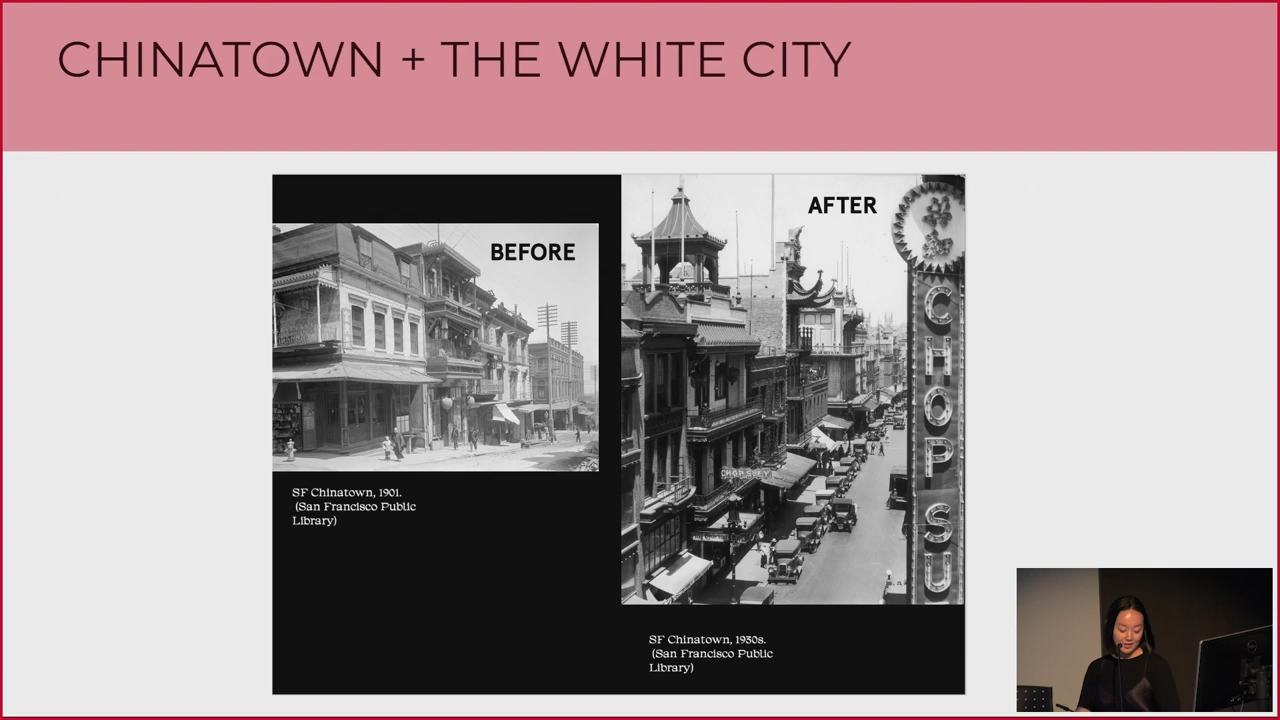 CHINATOWN + THE WHITE CITY
BEFORE
AFTER
CHOP SUEY
CHOP SU
SF Chinatown, 1901.
(San Francisco Public
Library)
SF Chinatown, 1930s.
(San Francisco Public
Library)